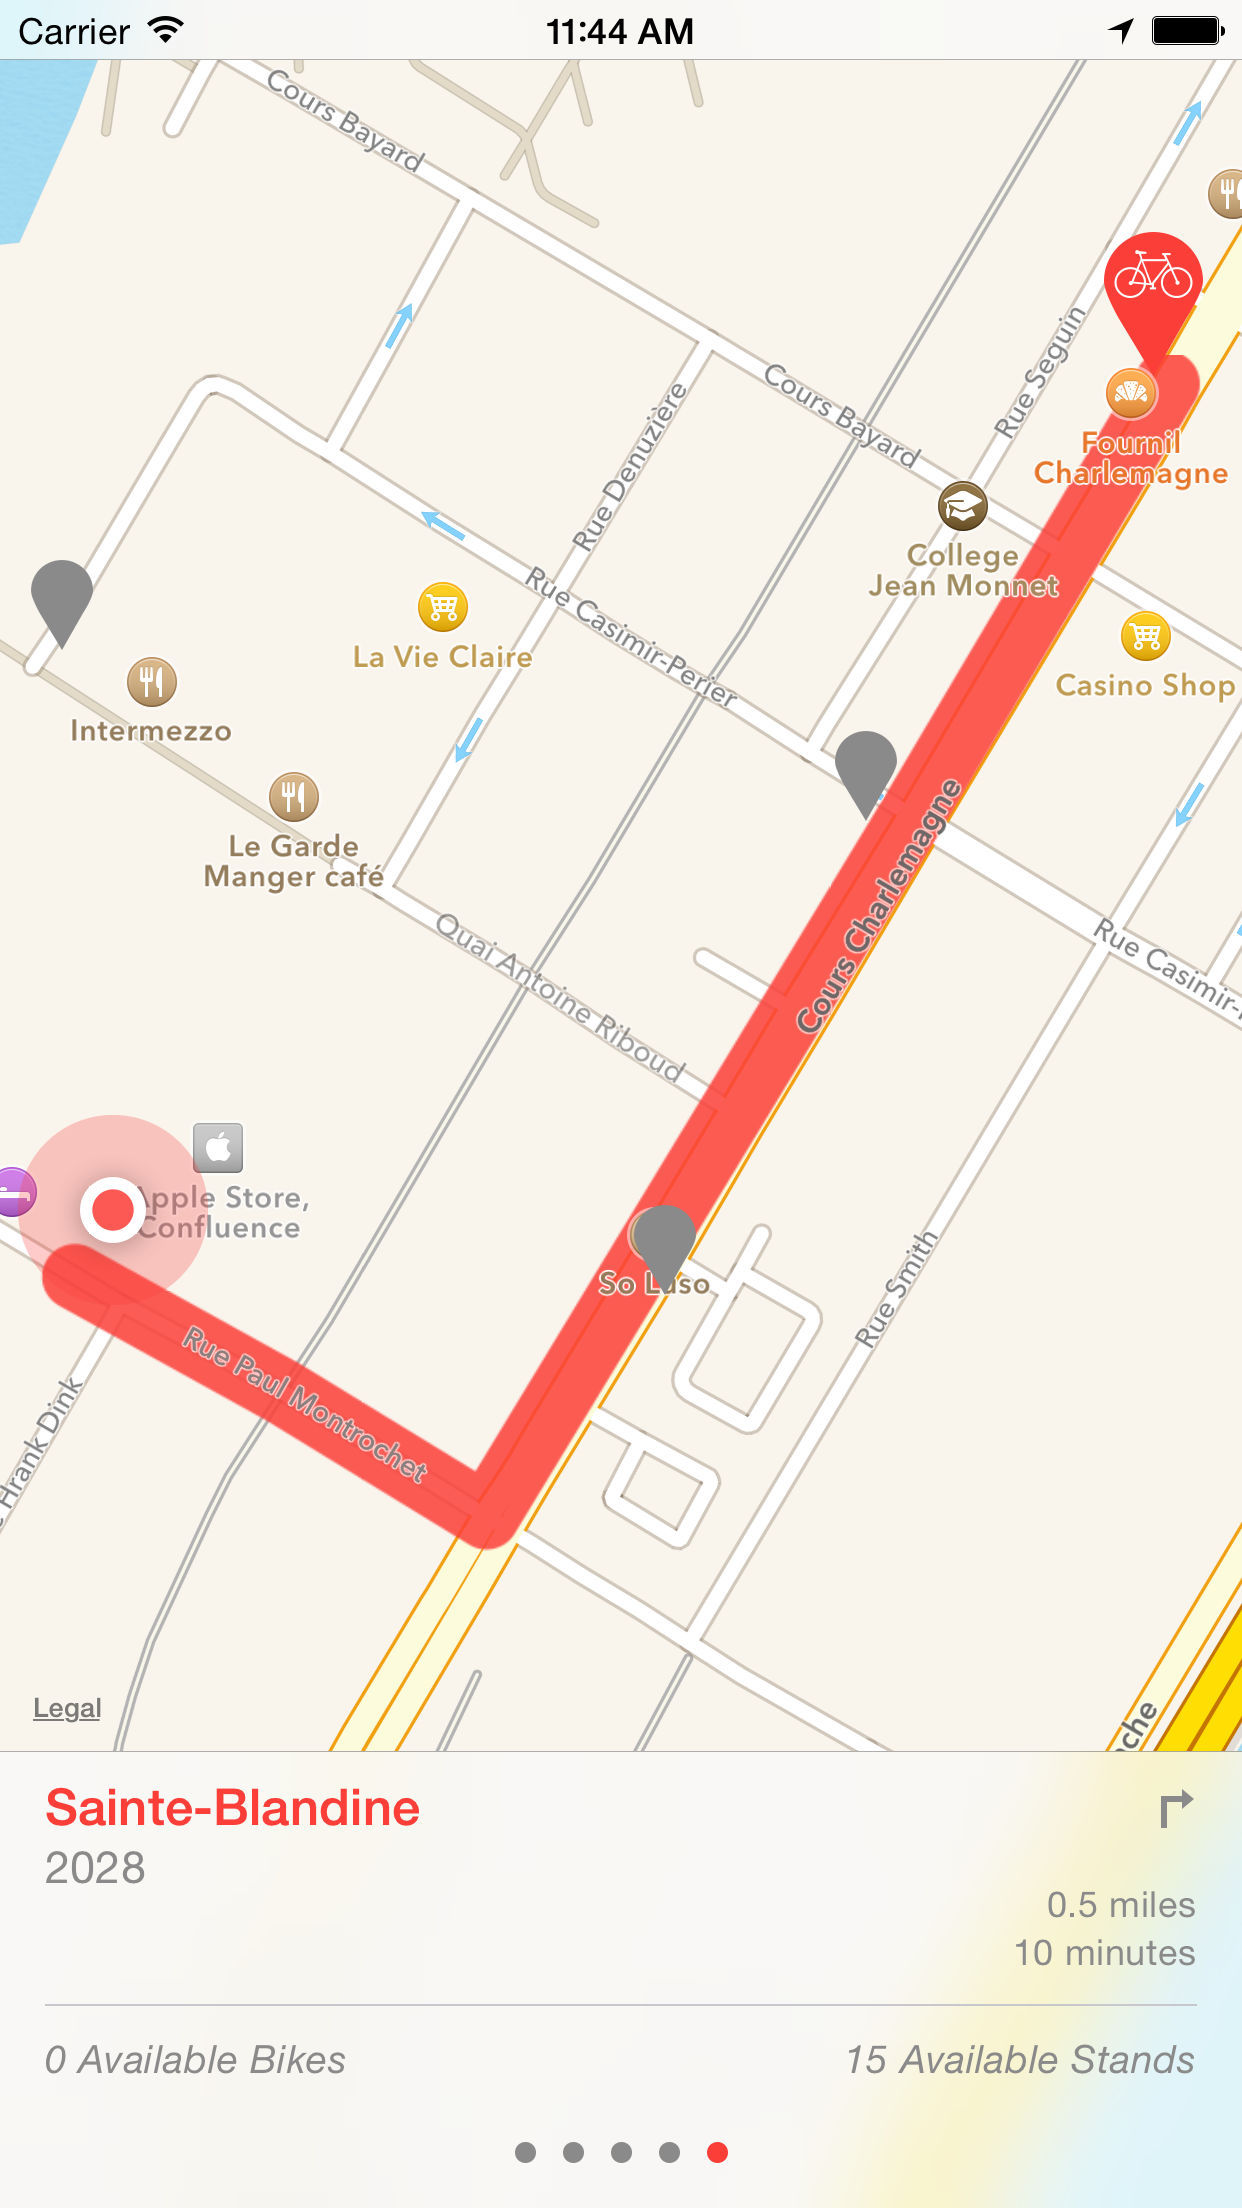 Carrier
11:44 AM
Cours Bayard
Rue Seguin
Cours Bayard
Rue Denuzière
Fournil
Charlemagne
College
Jean Monnet
La Vie Claire
Rue Casimir-Perier
Casino Shop
Intermezzo
Le Garde
Manger café
Cours Charlemagne
Quai Antoine Riboud
Rue Casimir-
Apple Store,
Confluence
So Luso
Rue Smith
Rue Paul Montrochet
Hrank Dink
Legal
Sainte-Blandine
2028
0.5 miles
10 minutes
0 Available Bikes
15 Available Stands